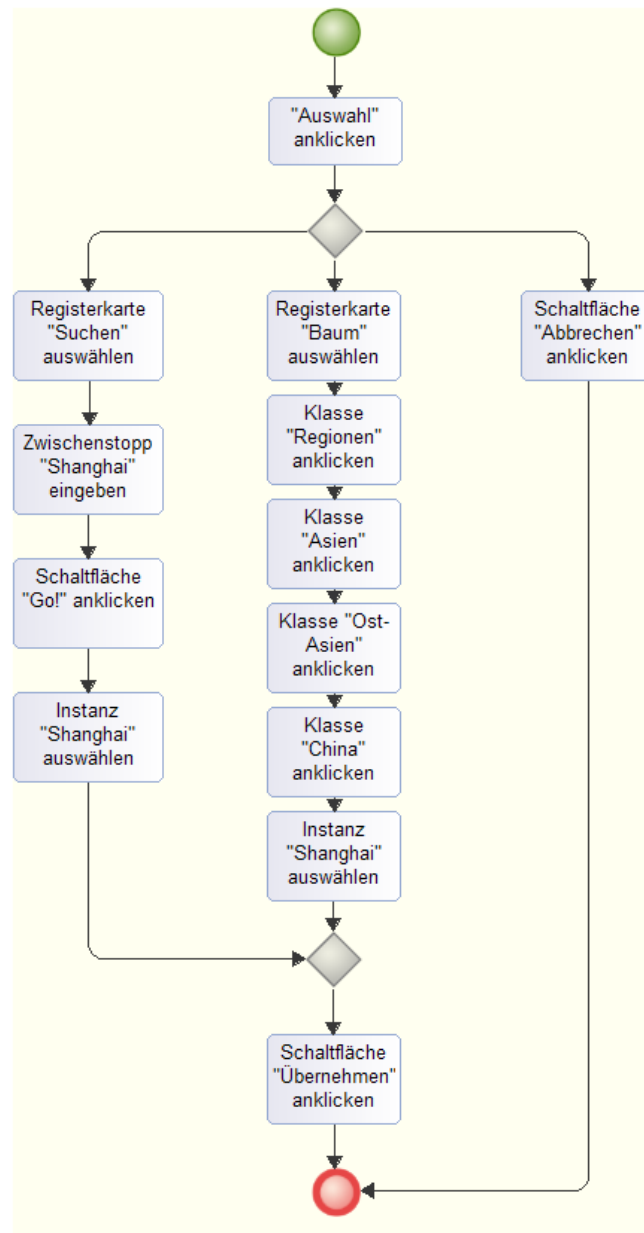 "Auswahl"
anklicken
Registerkarte
"Suchen"
auswählen
Zwischenstopp
"Shanghai"
eingeben
Schaltfläche
"Go!" anklicken
Instanz
"Shanghai"
auswählen
Registerkarte
"Baum"
auswählen
Klasse
"Regionen"
anklicken
Klasse
"Asien"
anklicken
Klasse "Ost-
Asien"
anklicken
Klasse
"China"
anklicken
Instanz
"Shanghai"
auswählen
Schaltfläche
"Abbrechen"
anklicken
Schaltfläche
"Übernehmen"
anklicken